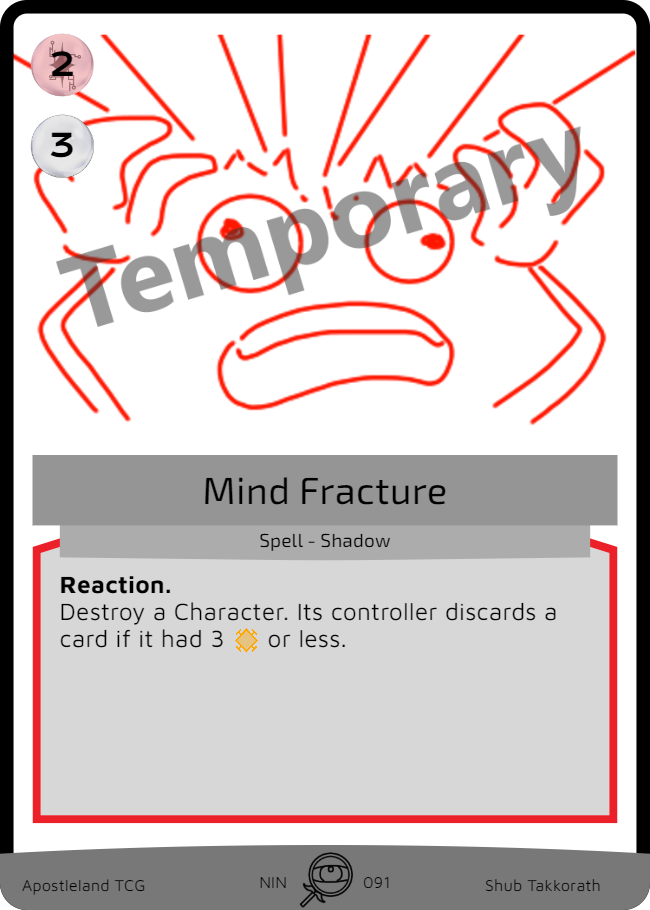 2
3
Temporary
Mind Fracture
Spell - Shadow
Reaction.
Destroy a Character. Its controller discards a
card if it had 3 or less.
Apostleland TCG NIN 091 Shub Takkorath